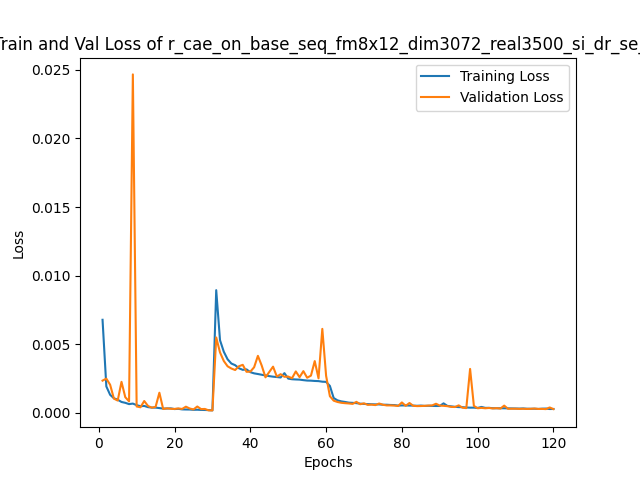 Train and Val Loss of r_cae_on_base_seq_fm8x12_dim3072_real3500_si_dr_se_
Training Loss
Validation Loss
0.025
0.020
0.015
0.010
0.005
0.000
Loss
0 20 40 60 80 100 120
Epochs